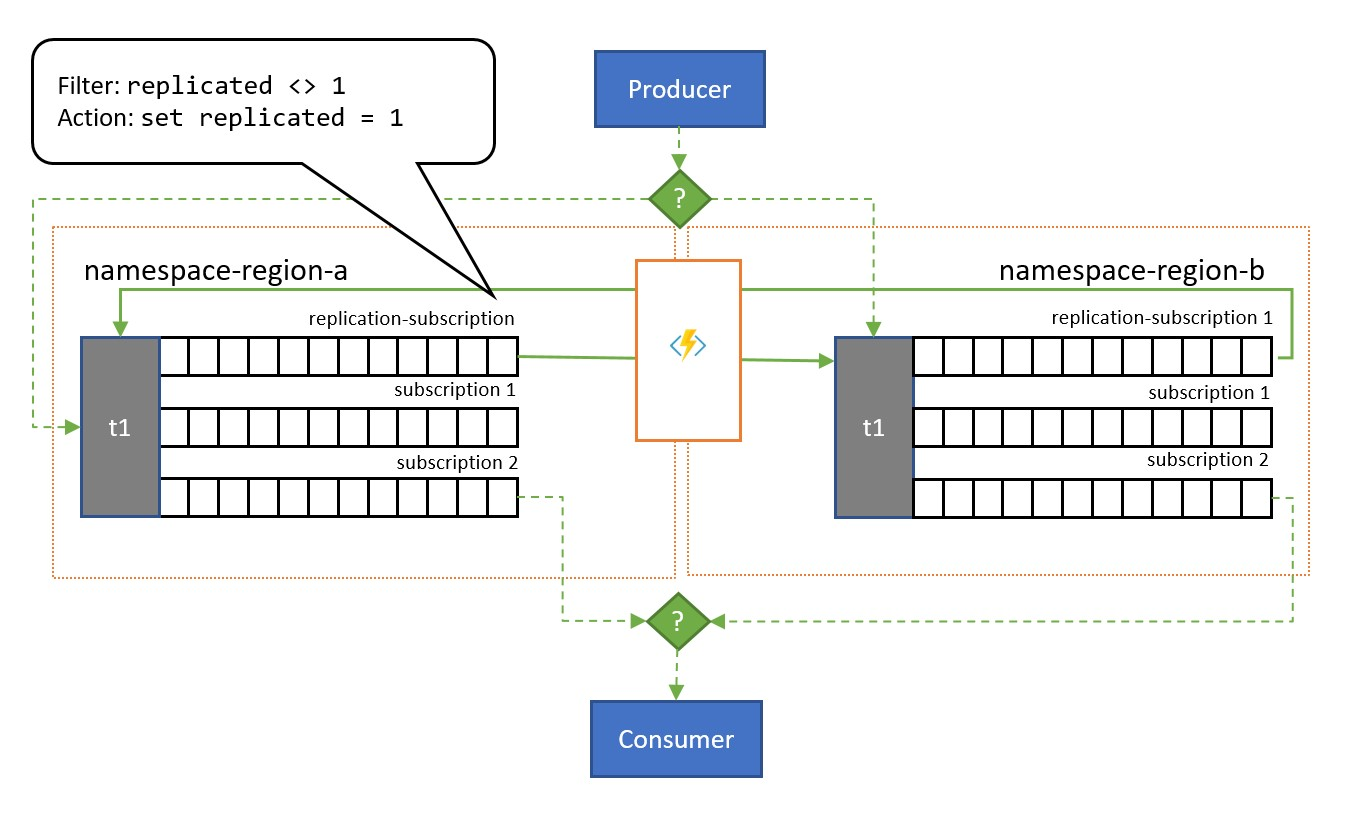 Filter: replicated <> 1
Action: set replicated = 1
Producer
?
namespace-region-a
namespace-region-b
replication-subscription
replication-subscription 1
subscription 1
subscription 1
t1
t1
subscription 2
subscription 2
?
Consumer